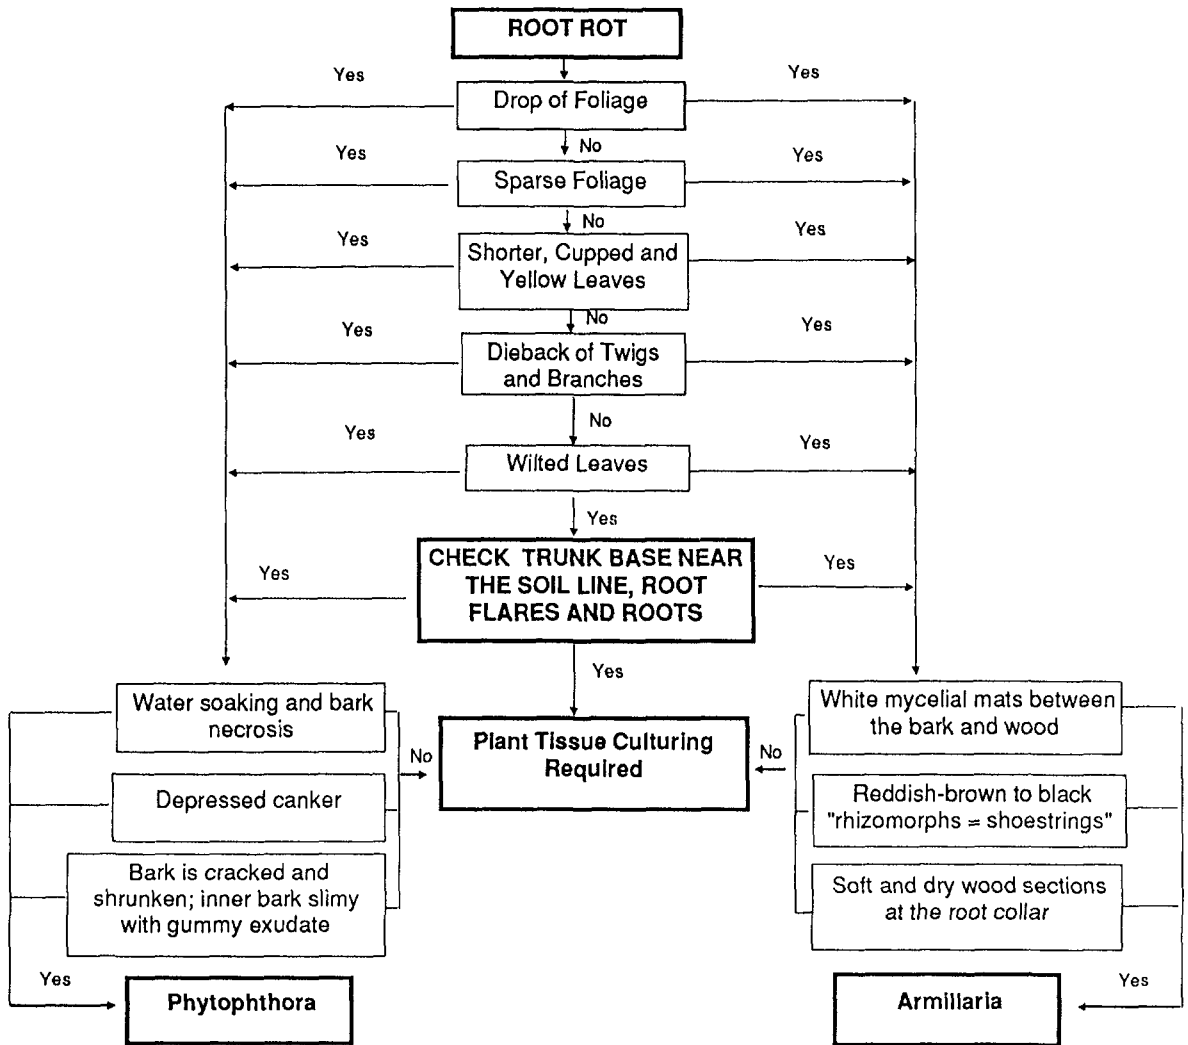 ROOT ROT
Yes
Yes
Drop of Foliage
No
Yes
Yes
Sparse Foliage
No
Yes
Yes
Shorter, Cupped and
Yellow Leaves
No
Yes
Yes
Dieback of Twigs
and Branches
No
Yes
Yes
Wilted Leaves
Yes
CHECK TRUNK BASE NEAR
THE SOIL LINE, ROOT
FLARES AND ROOTS
Yes
Yes
Yes
Water soaking and bark
necrosis
Depressed canker
Bark is cracked and
shrunken; inner bark slimy
with gummy exudate
No
Yes
Phytophthora
Plant Tissue Culturing
Required
No
White mycelial mats between
the bark and wood
Reddish-brown to black
"rhizomorphs = shoestrings"
Soft and dry wood sections
at the root collar
Yes
Armillaria